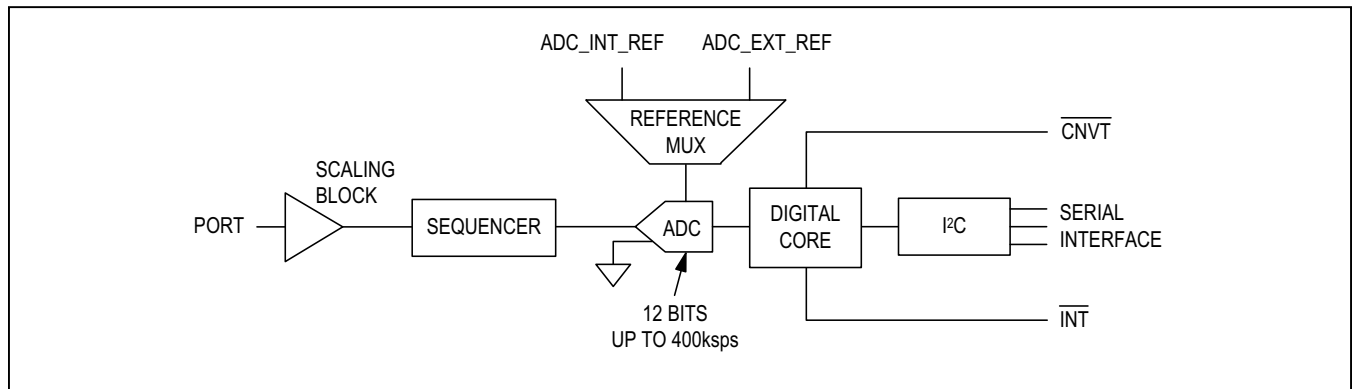 ADC_INT_REF
ADC_EXT_REF
REFERENCE
MUX
CNVT
SCALING
BLOCK
PORT
SEQUENCER
ADC
DIGITAL
CORE
I²C
SERIAL
INTERFACE
12 BITS
UP TO 400ksps
INT